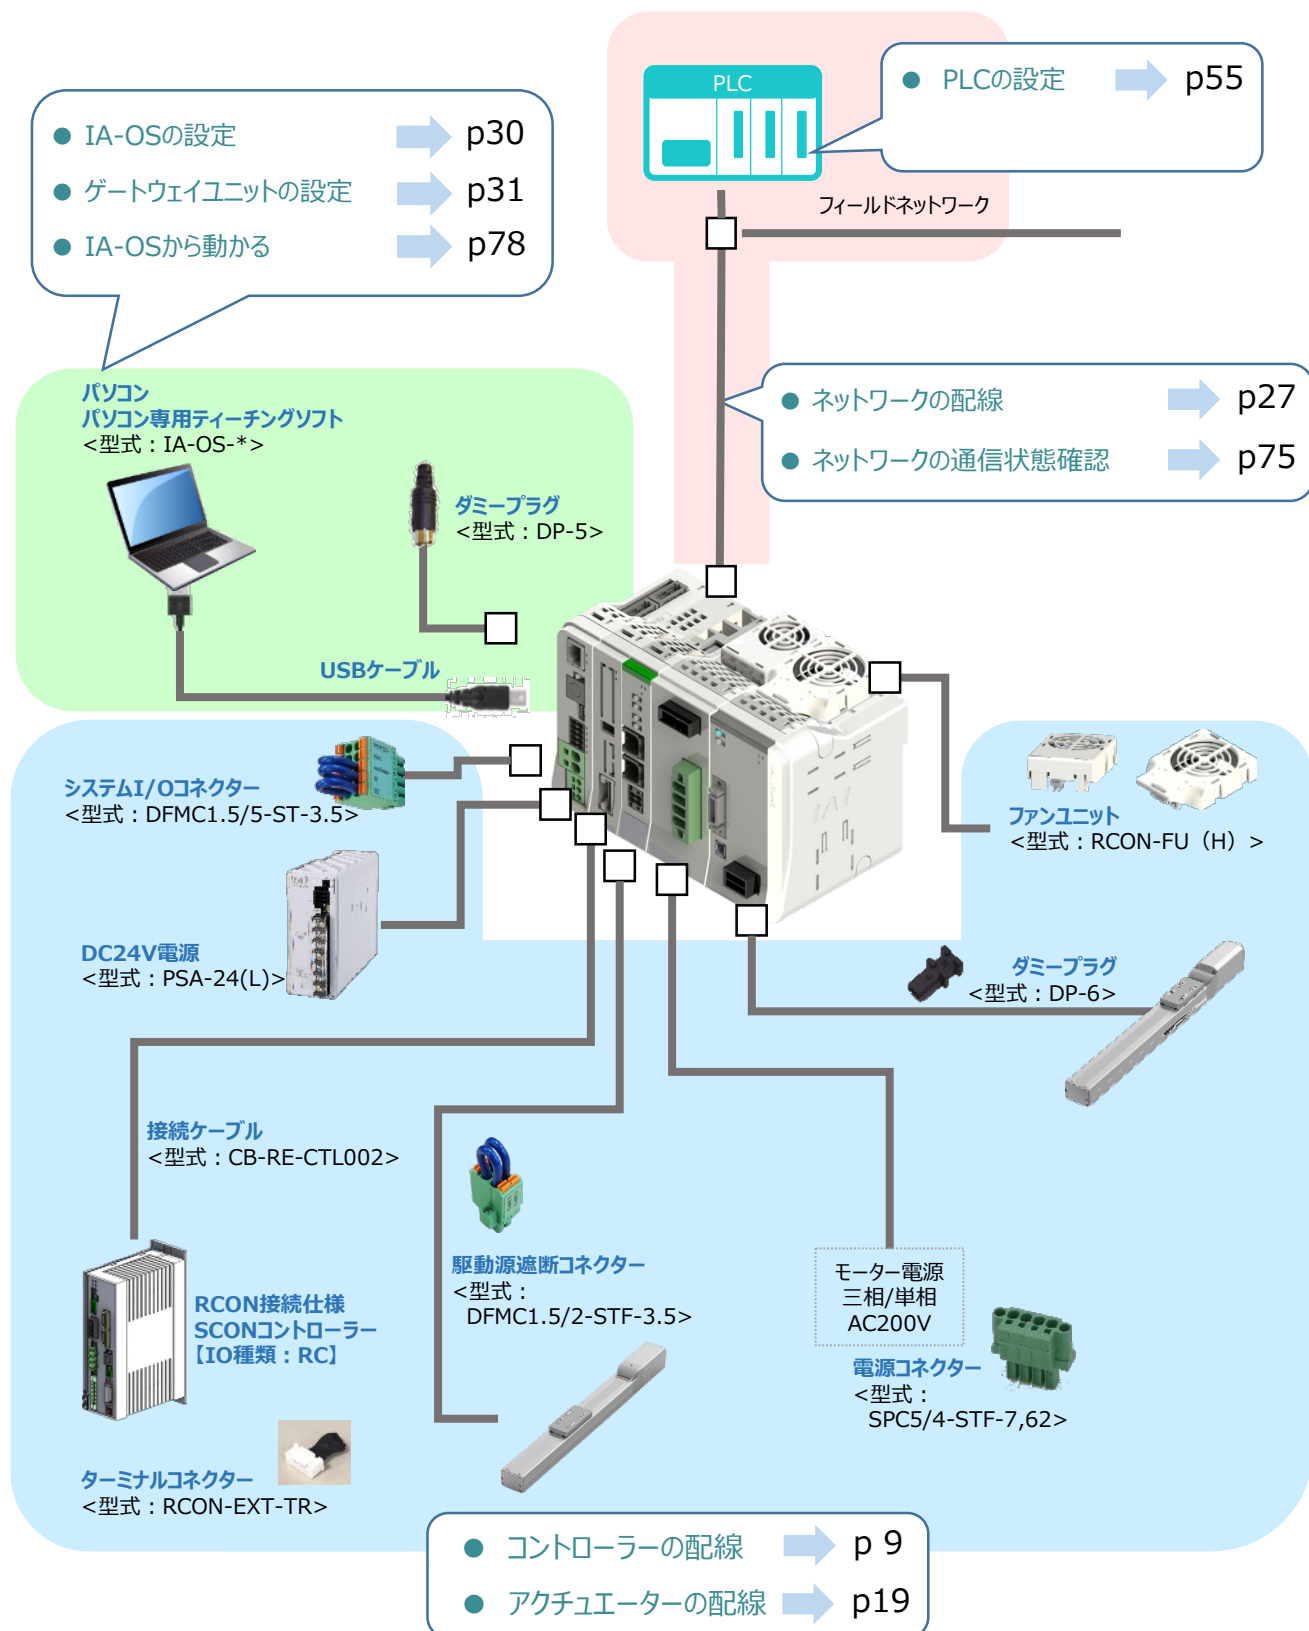 PLC
● PLCの設定 p55
● IA-OSの設定 p30
● ゲートウェイユニットの設定 p31
● IA-OSから動かる p78
フィールドネットワーク
● ネットワークの配線 p27
● ネットワークの通信状態確認 p75
パソコン
パソコン専用ティーチングソフト
<型式：IA-OS-*>
ダミープラグ
<型式：DP-5>
USBケーブル
システムI/Oコネクター
<型式：DFMC1.5/5-ST-3.5>
ファンユニット
<型式：RCON-FU（H）>
DC24V電源
<型式：PSA-24(L)>
ダミープラグ
<型式：DP-6>
接続ケーブル
<型式：CB-RE-CTL002>
駆動源遮断コネクター
<型式：
DFMC1.5/2-STF-3.5>
モーター電源
三相/単相
AC200V
RCON接続仕様
SCONコントローラー
【IO種類：RC】
電源コネクター
<型式：
SPC5/4-STF-7,62>
ターミナルコネクター
<型式：RCON-EXT-TR>
● コントローラーの配線 p 9
● アクチュエーターの配線 p19